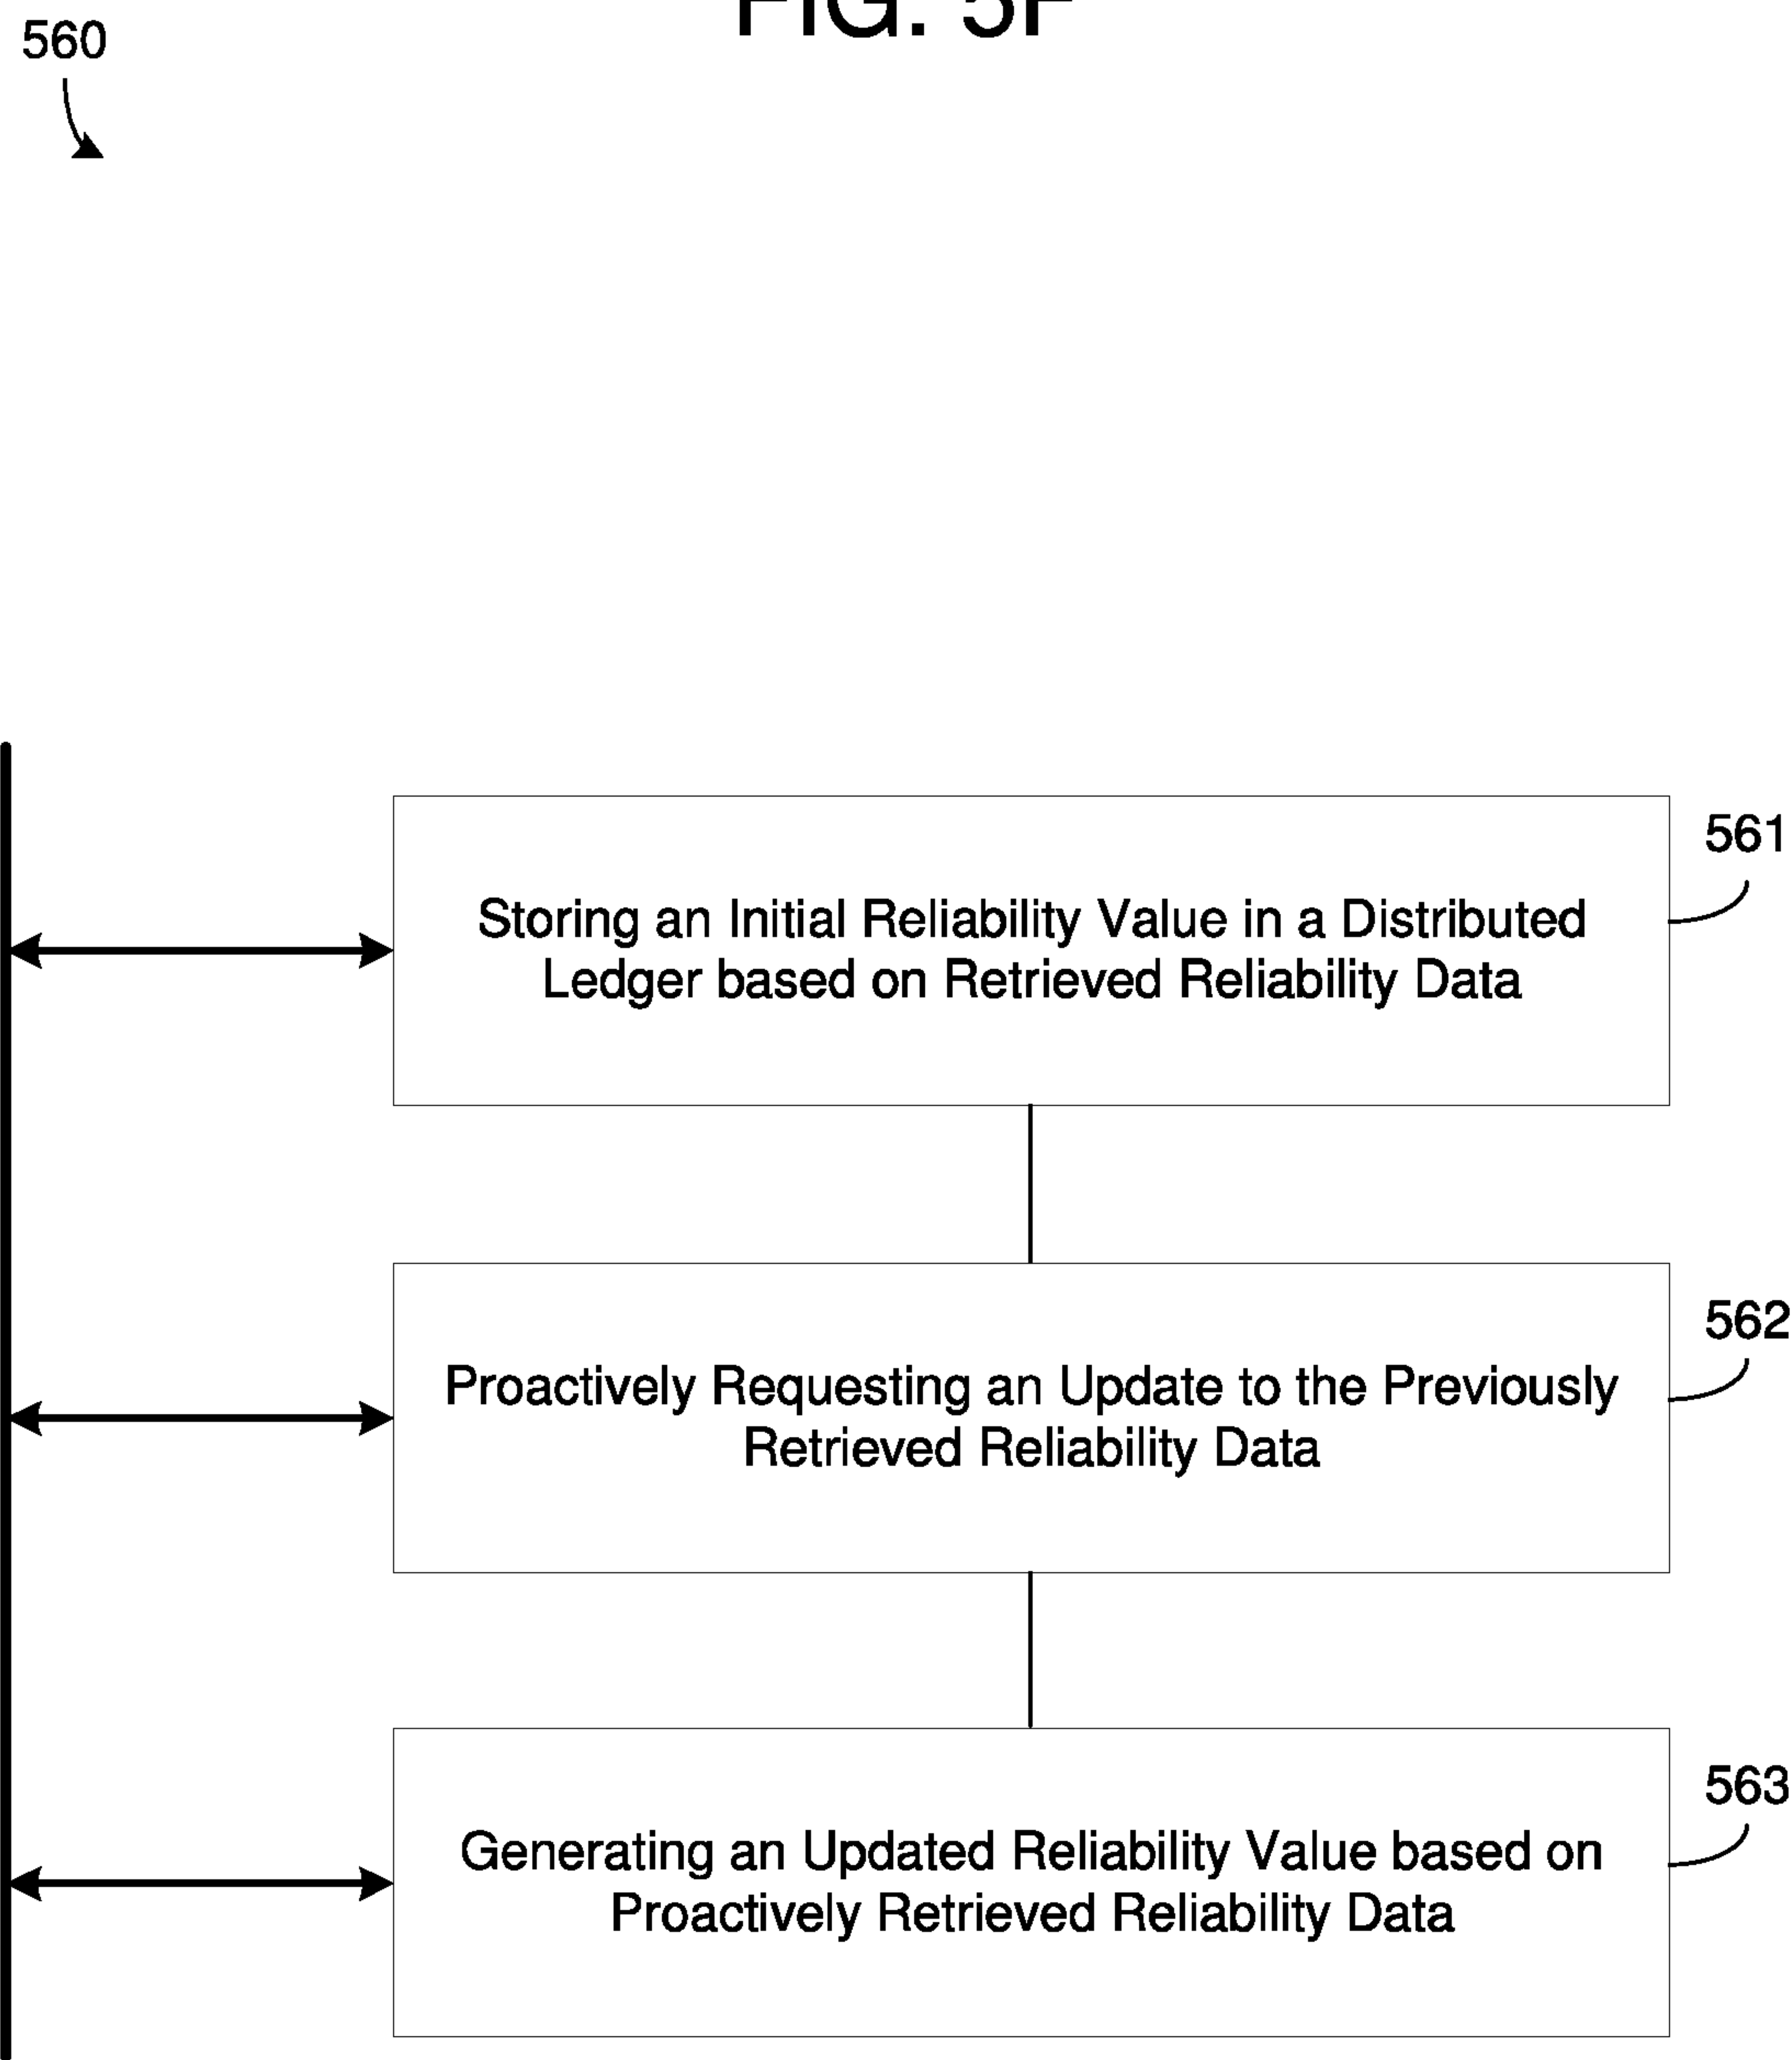 FIG. 5F
560
561
Storing an Initial Reliability Value in a Distributed
Ledger based on Retrieved Reliability Data
562
Proactively Requesting an Update to the Previously
Retrieved Reliability Data
563
Generating an Updated Reliability Value based on
Proactively Retrieved Reliability Data